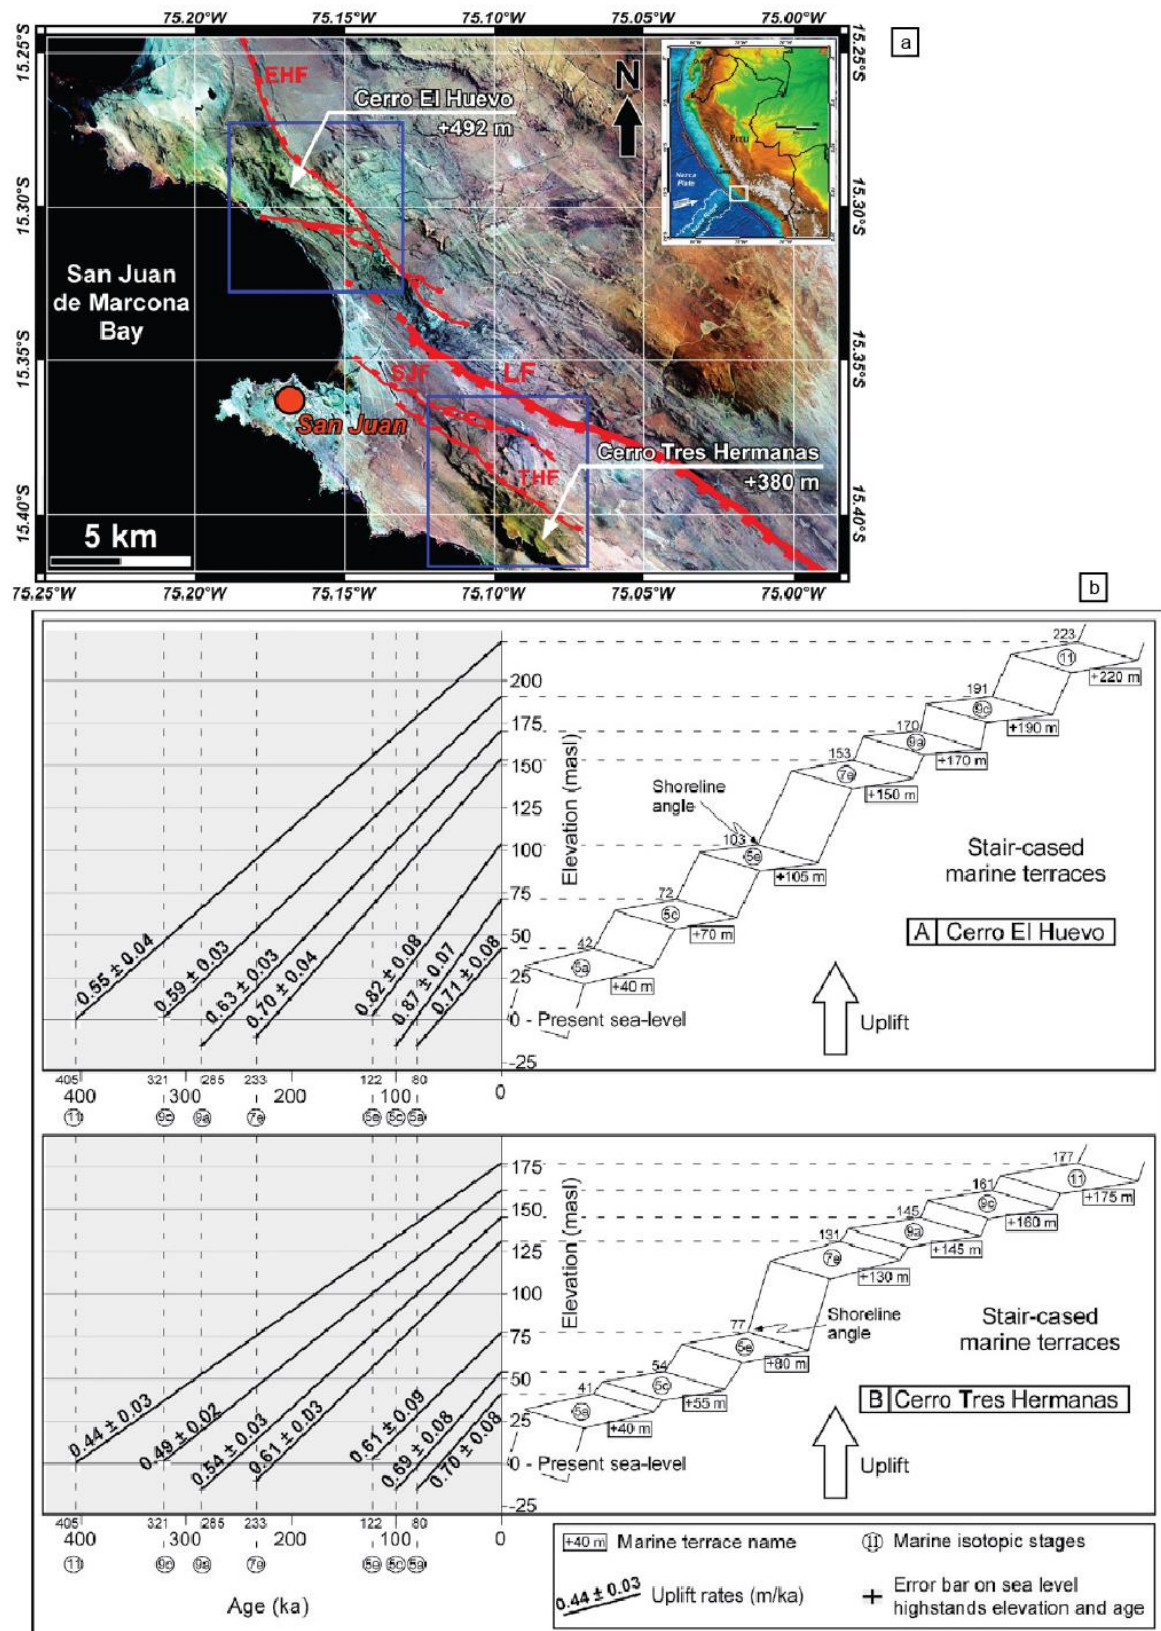 a
75.20°W 75.15°W 75.10°W 75.05°W 75.00°W
15.25°S
15.25°S
15.30°S
15.30°S
15.35°S
15.35°S
15.40°S
15.40°S
EHF
Cerro El Huevo
+492 m
N
Peru
Nazca
Plate
San Juan
de Marcona
Bay
SJF
LF
San Juan
Cerro Tres Hermanas
THF
+380 m
5 km
75.25°W 75.20°W 75.15°W 75.10°W 75.05°W 75.00°W
b
200
175
150
125
100
75
50
25
0 - Present sea-level
-25
Elevation (masl)
0.55 ± 0.04
0.59 ± 0.03
0.63 ± 0.03
0.70 ± 0.04
0.82 ± 0.08
0.87 ± 0.07
0.71 ± 0.08
223
11
+220 m
191
9c
+190 m
170
9a
+170 m
153
7e
+150 m
Shoreline
angle
103
5e
+105 m
72
5c
+70 m
42
5a
+40 m
Stair-cased
marine terraces
A Cerro El Huevo
Uplift
405 321 285 233 122 80
400 300 200 100 0
11 9c 9a 7e 5e 5c 5a
175
150
125
100
75
50
25
0 - Present sea-level
-25
Elevation (masl)
0.44 ± 0.03
0.49 ± 0.02
0.54 ± 0.03
0.61 ± 0.03
0.61 ± 0.09
0.69 ± 0.08
0.70 ± 0.08
177
11
+175 m
161
9c
+160 m
145
9a
+145 m
131
7e
+130 m
Shoreline
angle
77
5e
+80 m
54
5c
+55 m
41
5a
+40 m
Stair-cased
marine terraces
B Cerro Tres Hermanas
Uplift
405 321 285 233 122 80
400 300 200 100 0
11 9c 9a 7e 5e 5c 5a
Age (ka)
+40 m Marine terrace name
11 Marine isotopic stages
0.44 ± 0.03 Uplift rates (m/ka)
+ Error bar on sea level
highstands elevation and age